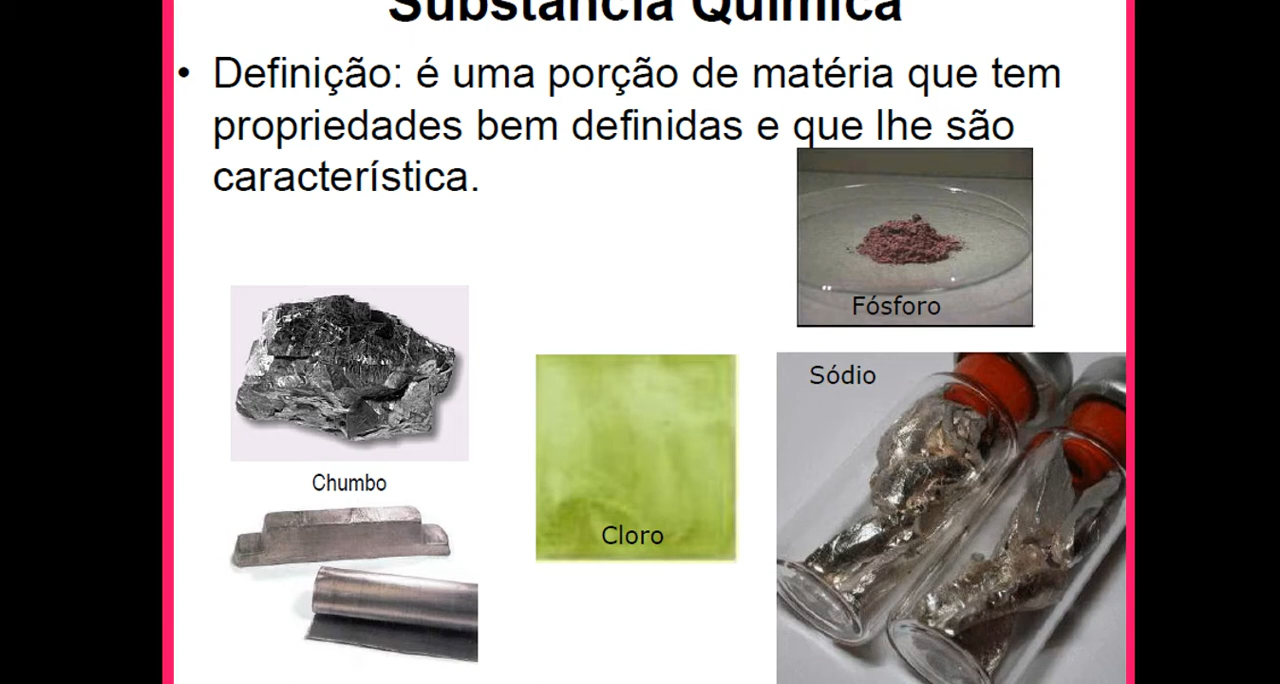 Substância Química
• Definição: é uma porção de matéria que tem
propriedades bem definidas e que lhe são
característica.
Fósforo
Sódio
Chumbo
Cloro